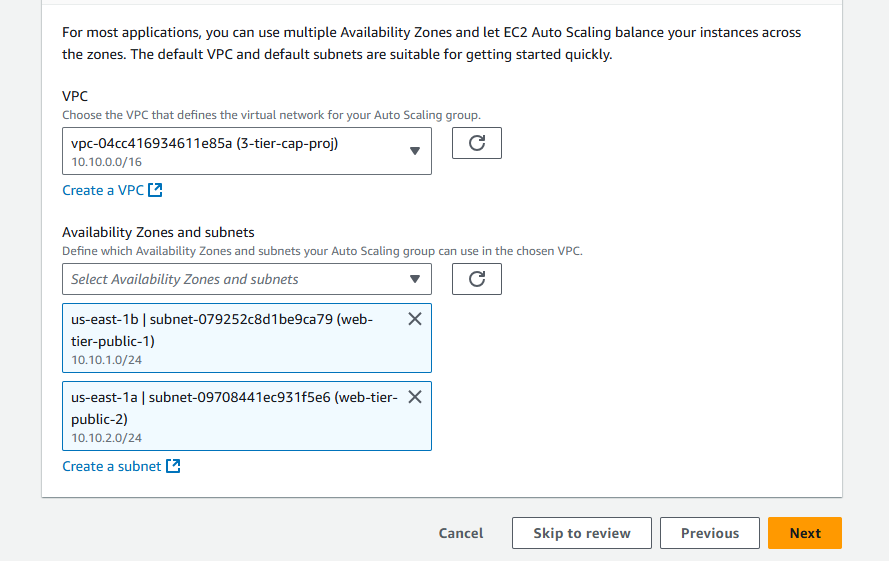 For most applications, you can use multiple Availability Zones and let EC2 Auto Scaling balance your instances across
the zones. The default VPC and default subnets are suitable for getting started quickly.
VPC
Choose the VPC that defines the virtual network for your Auto Scaling group.
vpc-04cc416934611e85a (3-tier-cap-proj)
10.10.0.0/16
Create a VPC
Availability Zones and subnets
Define which Availability Zones and subnets your Auto Scaling group can use in the chosen VPC.
Select Availability Zones and subnets
us-east-1b | subnet-079252c8d1be9ca79 (web-
tier-public-1)
10.10.1.0/24
us-east-1a | subnet-09708441ec931f5e6 (web-tier-
public-2)
10.10.2.0/24
Create a subnet
Cancel Skip to review Previous Next